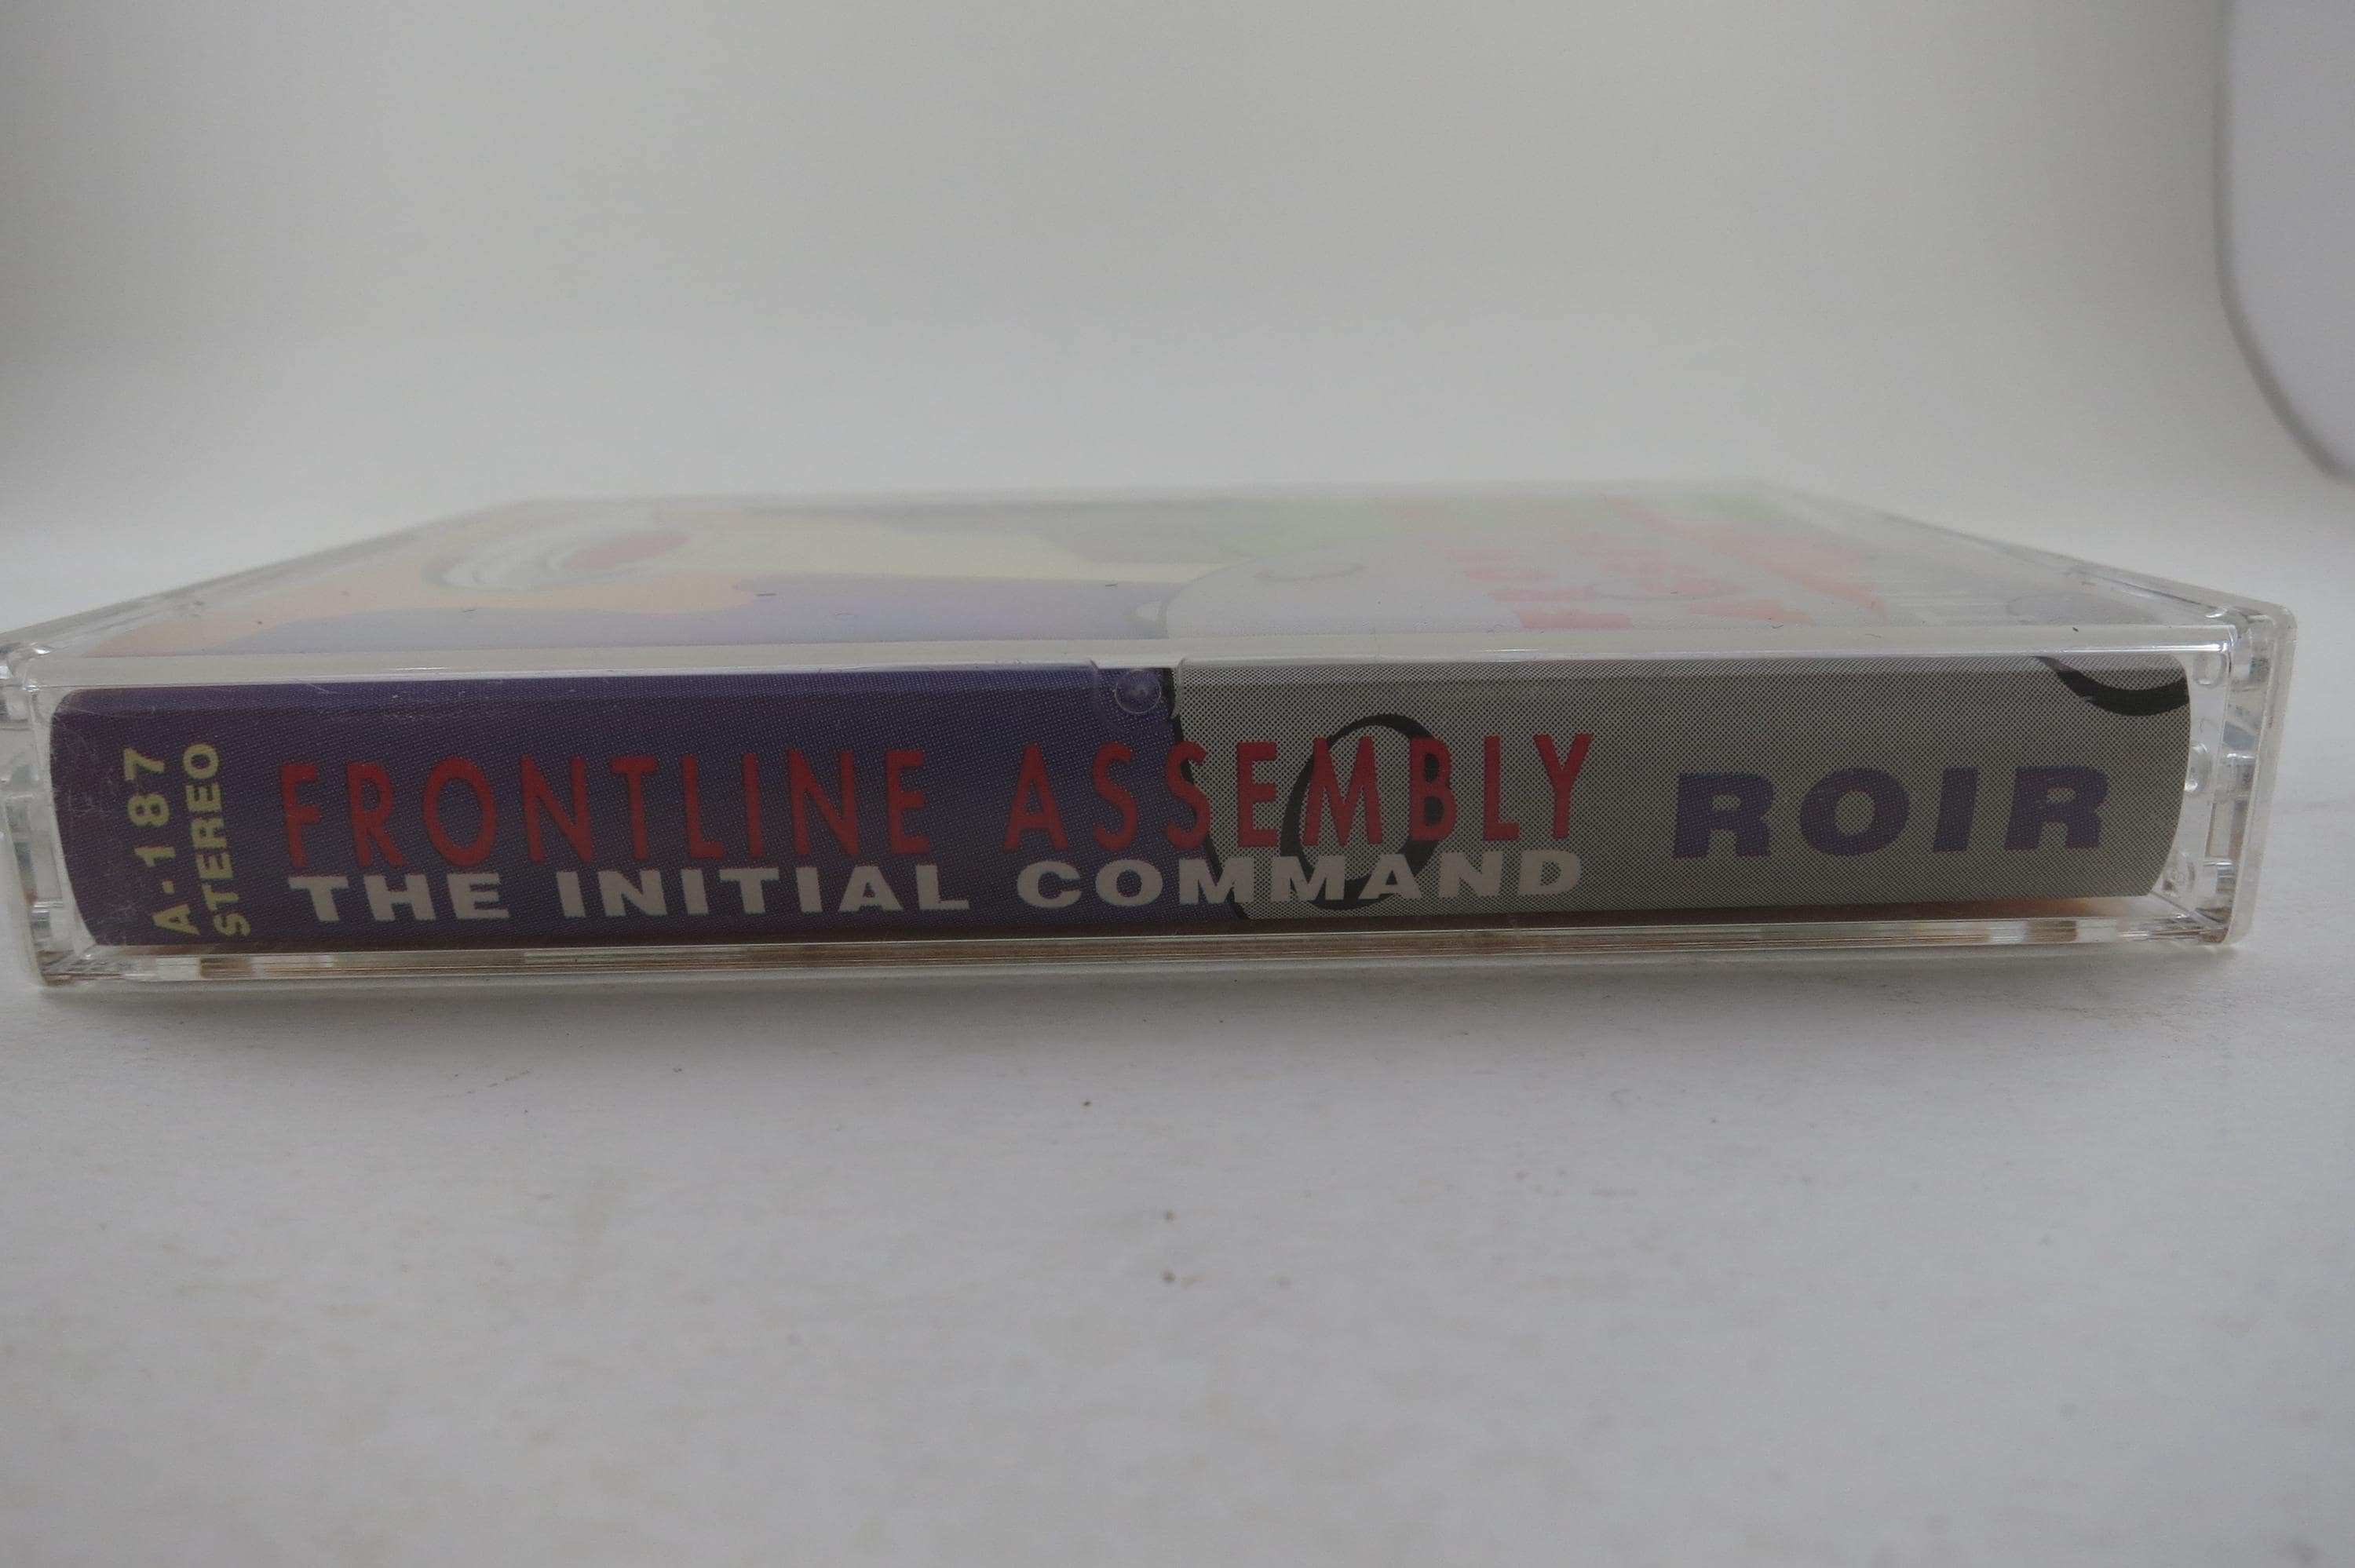 A-187
STEREO
FRONTLINE ASSEMBLY
THE INITIAL COMMAND
ROIR